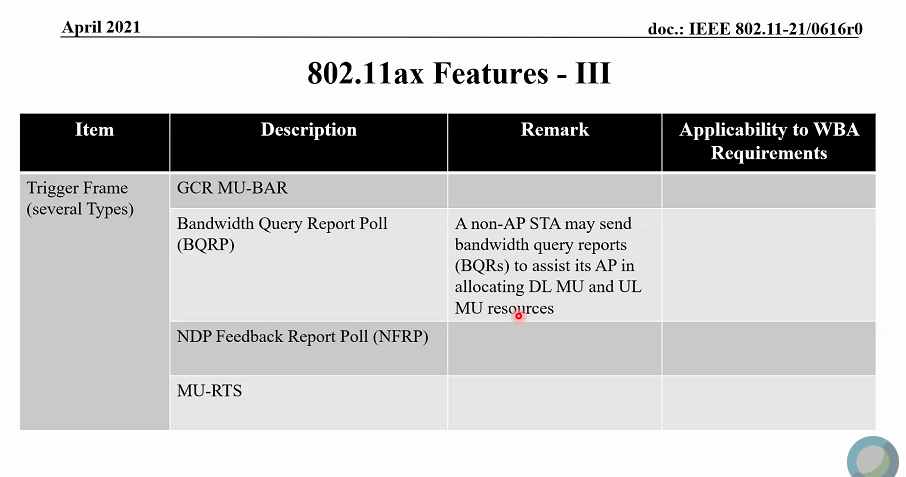 April 2021
doc.: IEEE 802.11-21/0616r0
802.11ax Features - III
Item
Description
Remark
Applicability to WBA
Requirements
Trigger Frame
(several Types)
GCR MU-BAR
Bandwidth Query Report Poll
(BQRP)
A non-AP STA may send
bandwidth query reports
(BQRs) to assist its AP in
allocating DL MU and UL
MU resources
NDP Feedback Report Poll (NFRP)
MU-RTS